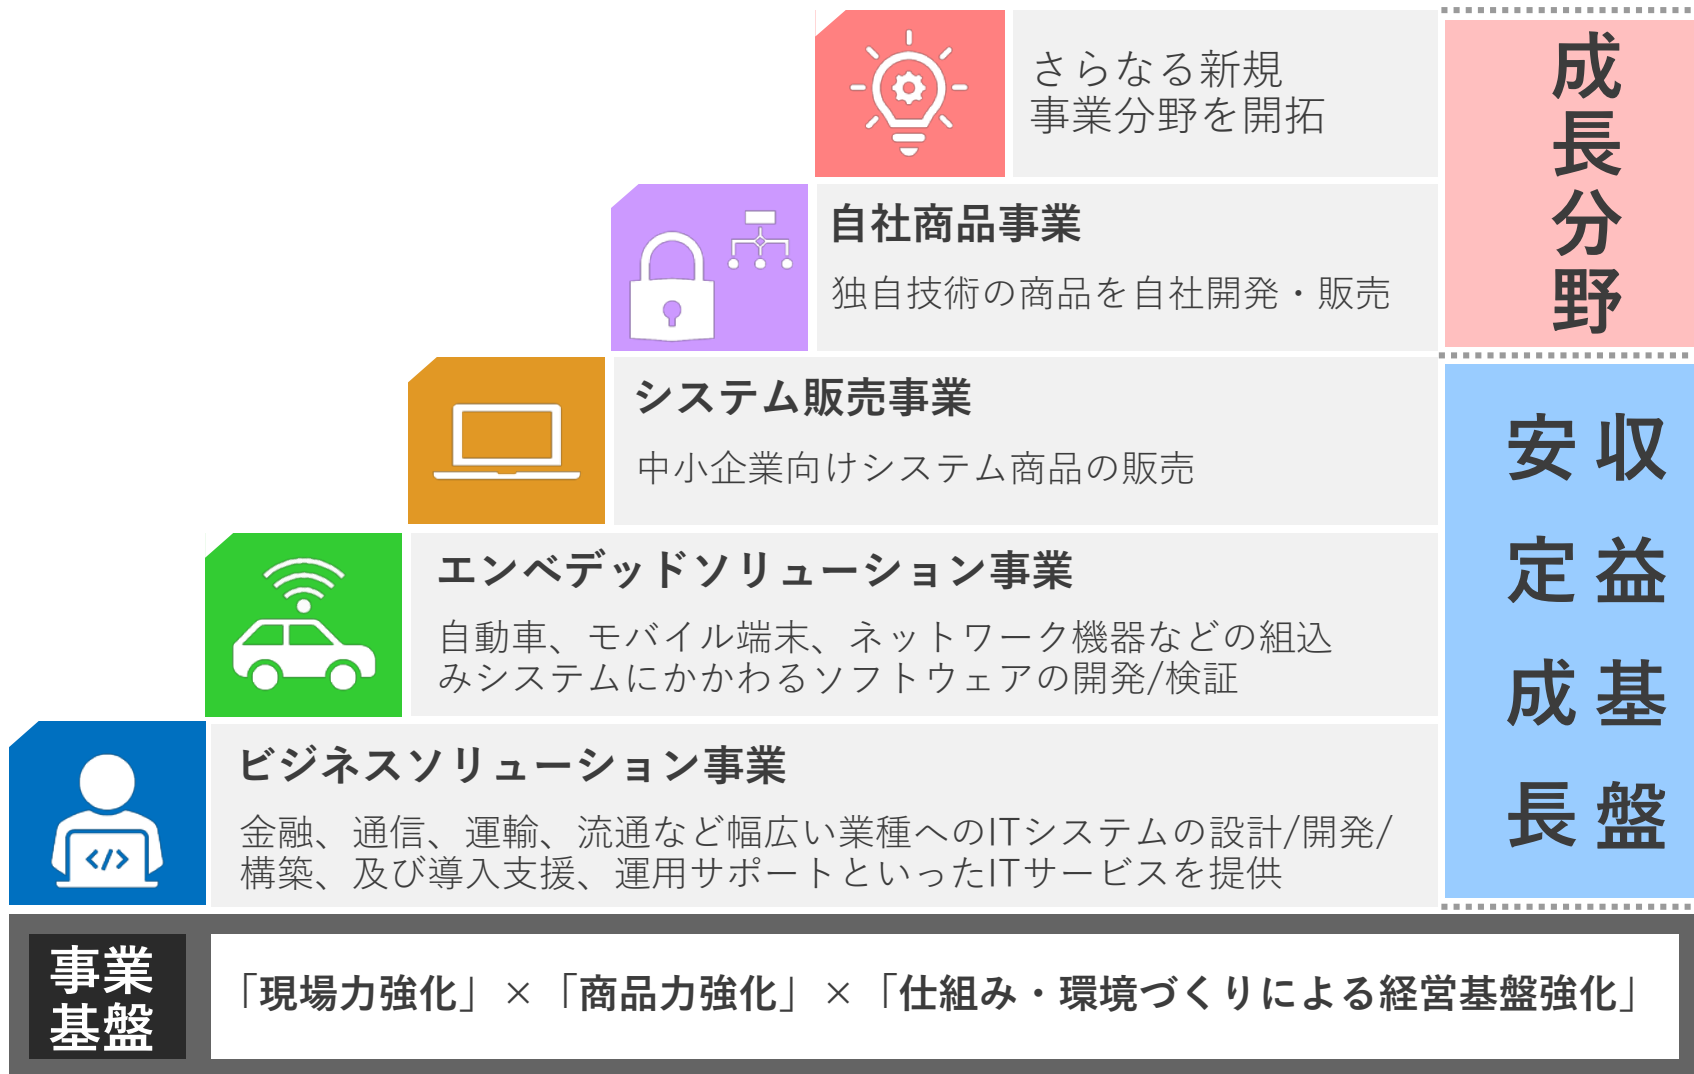 さらなる新規
事業分野を開拓
成長分野
自社商品事業
独自技術の商品を自社開発・販売
システム販売事業
中小企業向けシステム商品の販売
エンベデッドソリューション事業
自動車、モバイル端末、ネットワーク機器などの組込
みシステムにかかわるソフトウェアの開発/検証
収益基盤
安定成長
ビジネスソリューション事業
金融、通信、運輸、流通など幅広い業種へのITシステムの設計/開発/
構築、及び導入支援、運用サポートといったITサービスを提供
</>
事業
基盤
「現場力強化」×「商品力強化」×「仕組み・環境づくりによる経営基盤強化」